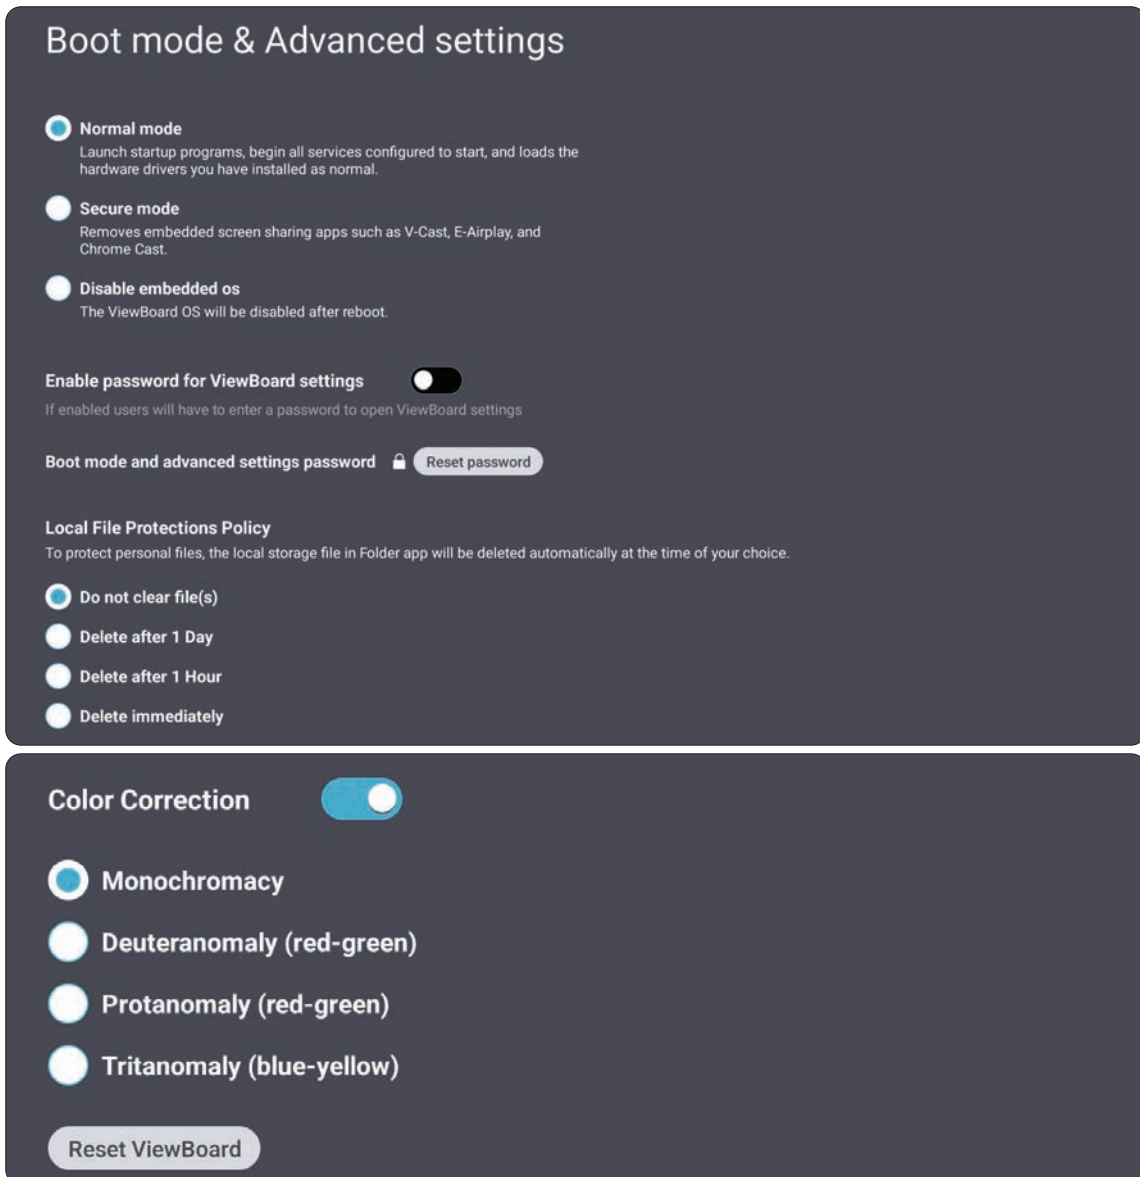 Boot mode & Advanced settings
Normal mode
Launch startup programs, begin all services configured to start, and loads the
hardware drivers you have installed as normal.
Secure mode
Removes embedded screen sharing apps such as V-Cast, E-Airplay, and
Chrome Cast.
Disable embedded os
The ViewBoard OS will be disabled after reboot.
Enable password for ViewBoard settings
If enabled users will have to enter a password to open ViewBoard settings
Boot mode and advanced settings password Reset password
Local File Protections Policy
To protect personal files, the local storage file in Folder app will be deleted automatically at the time of your choice.
Do not clear file(s)
Delete after 1 Day
Delete after 1 Hour
Delete immediately
Color Correction
Monochromacy
Deuteranomaly (red-green)
Protanomaly (red-green)
Tritanomaly (blue-yellow)
Reset ViewBoard